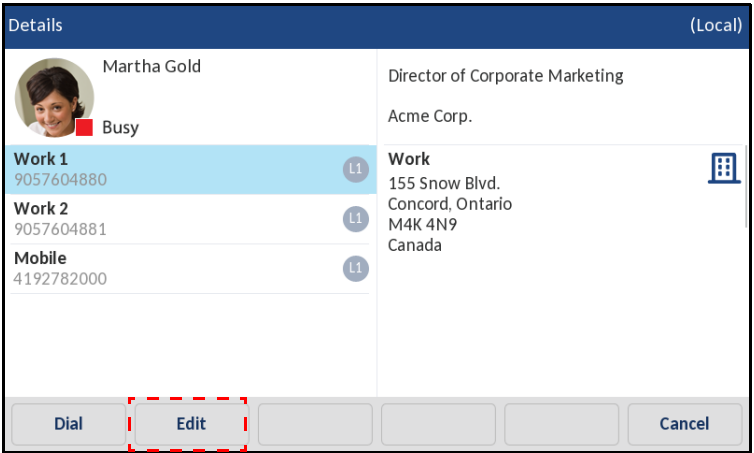 Details
(Local)
Martha Gold
Busy
Work 1
9057604880
L1
Work 2
9057604881
L1
Mobile
4192782000
L1
Director of Corporate Marketing
Acme Corp.
Work
155 Snow Blvd.
Concord, Ontario
M4K 4N9
Canada
Dial
Edit
Cancel